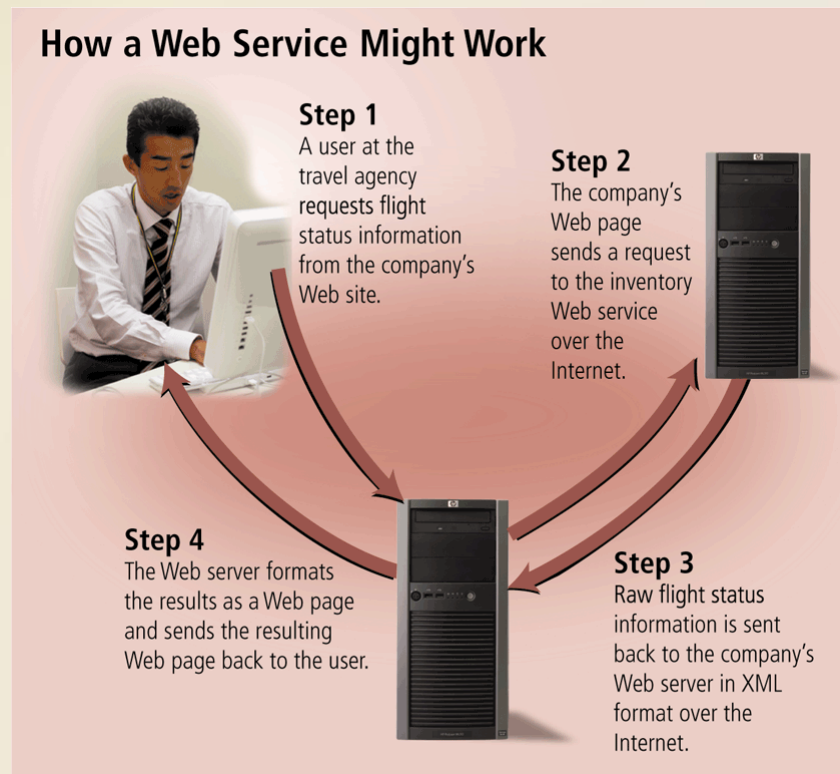 How a Web Service Might Work
Step 1
A user at the
travel agency
requests flight
status information
from the company's
Web site.
Step 2
The company's
Web page
sends a request
to the inventory
Web service
over the
Internet.
Step 4
The Web server formats
the results as a Web page
and sends the resulting
Web page back to the user.
Step 3
Raw flight status
information is sent
back to the company's
Web server in XML
format over the
Internet.